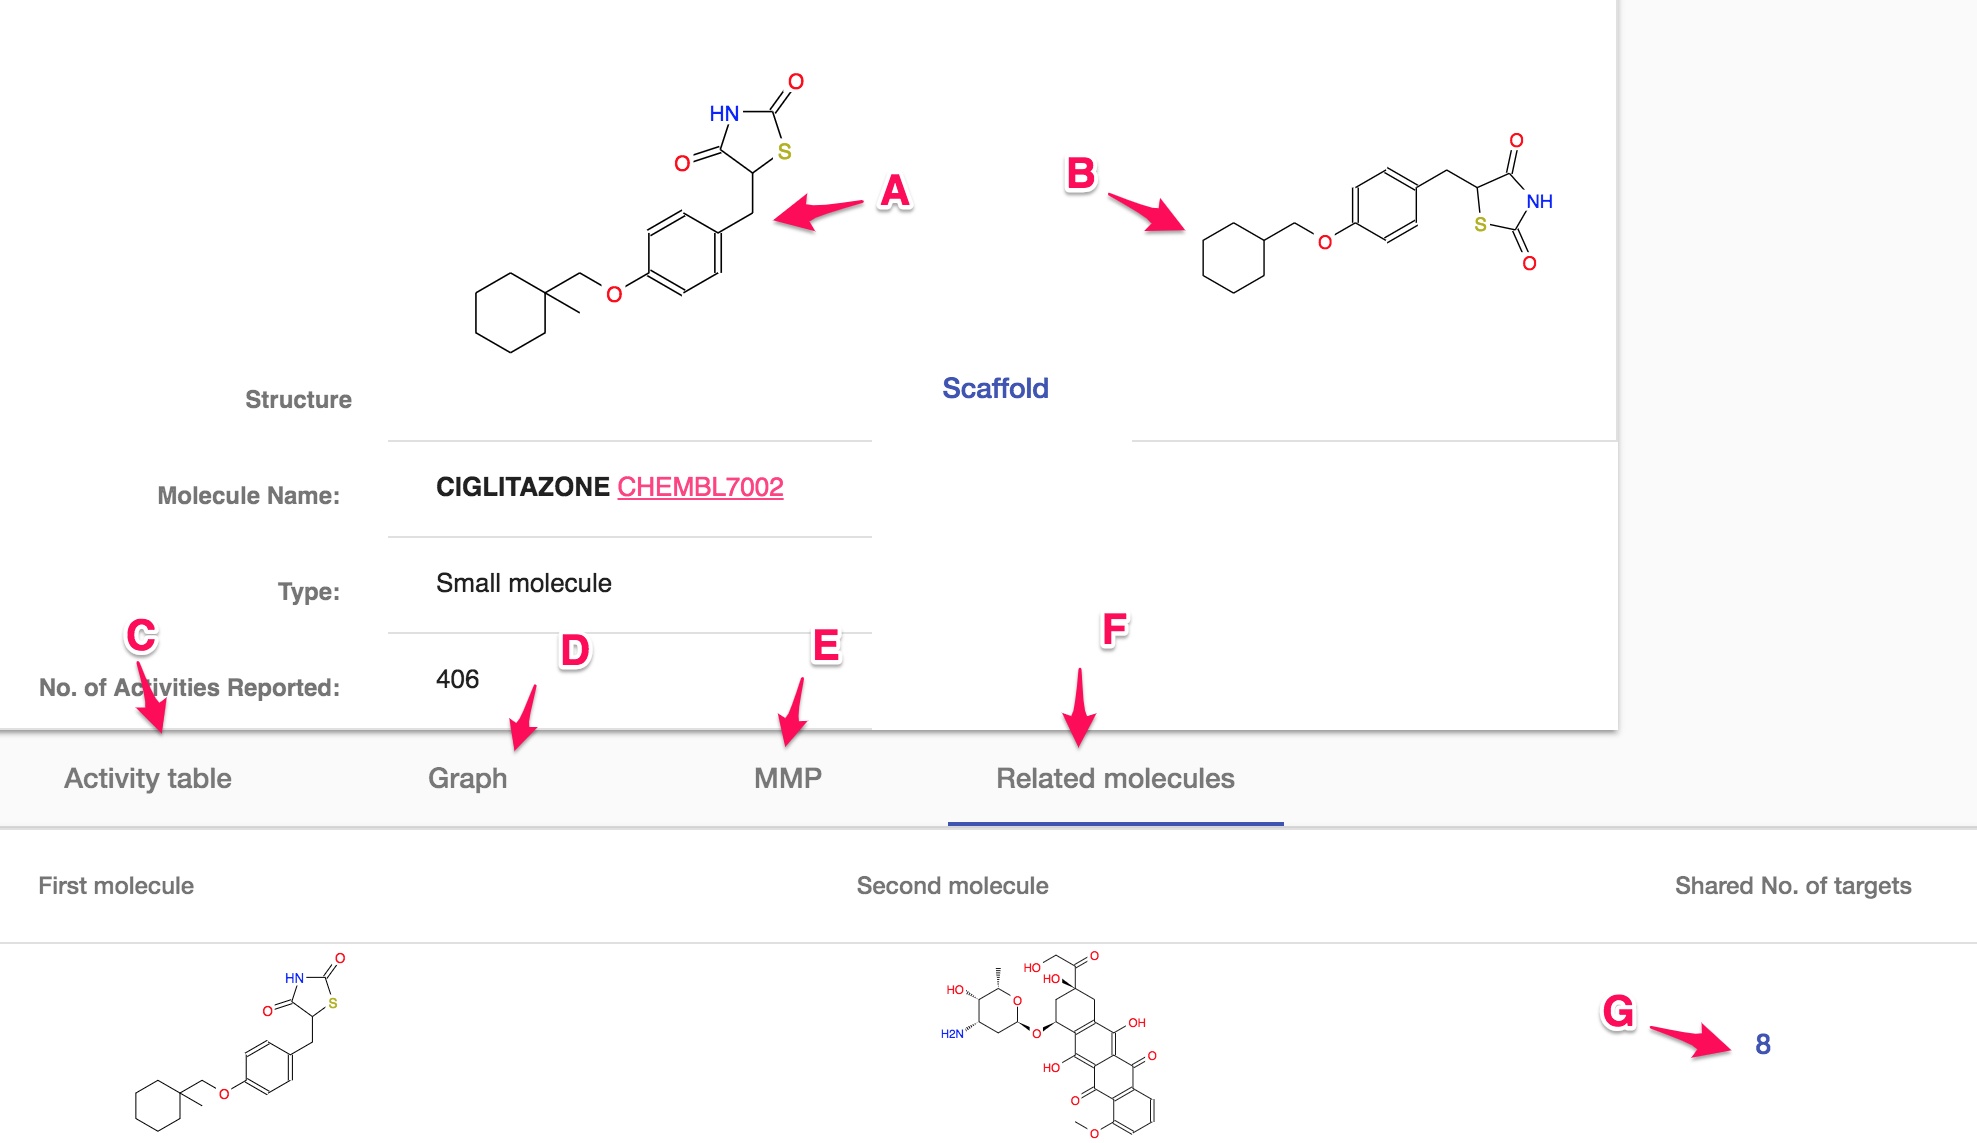 O
HN
S
O
A
O
B
O
NH
S
O
O
Structure
Scaffold
Molecule Name:
CIGLITAZONE CHEMBL7002
Type:
Small molecule
C
D
E
F
No. of Activities Reported:
406
Activity table
Graph
MMP
Related molecules
First molecule
Second molecule
Shared No. of targets
O
HN
S
O
O
HO
O
HO
HO
O
H2N
O
OH
HO
O
O
O
G
8